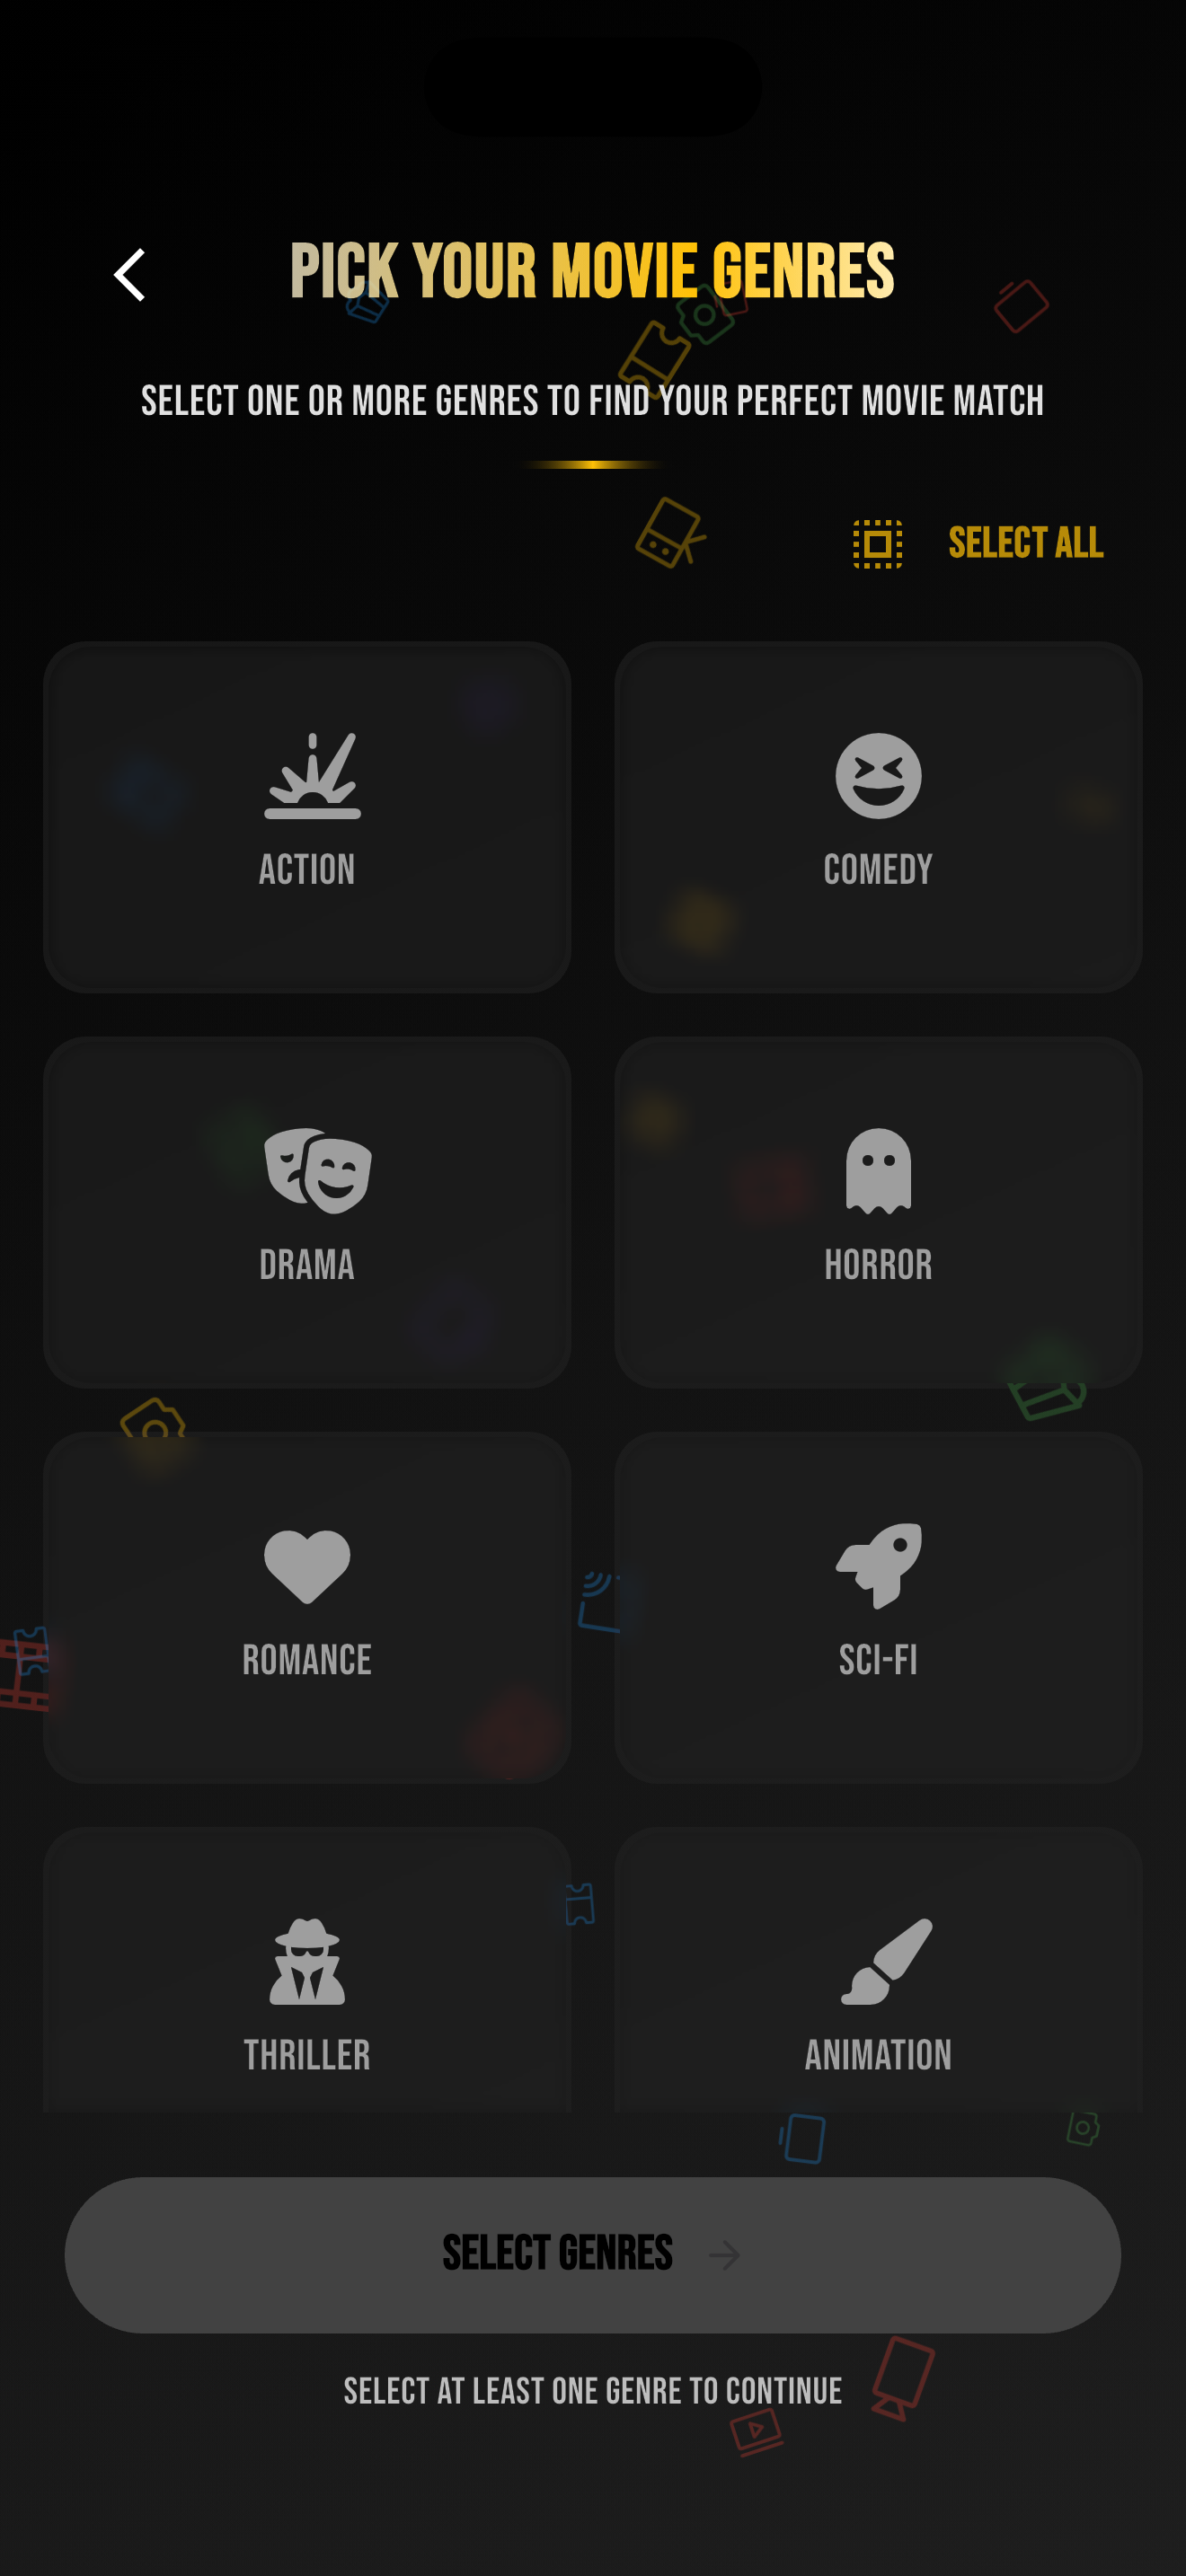 PICK YOUR MOVIE GENRES
SELECT ONE OR MORE GENRES TO FIND YOUR PERFECT MOVIE MATCH
SELECT ALL
ACTION
COMEDY
DRAMA
HORROR
ROMANCE
SCI-FI
THRILLER
ANIMATION
SELECT GENRES
SELECT AT LEAST ONE GENRE TO CONTINUE